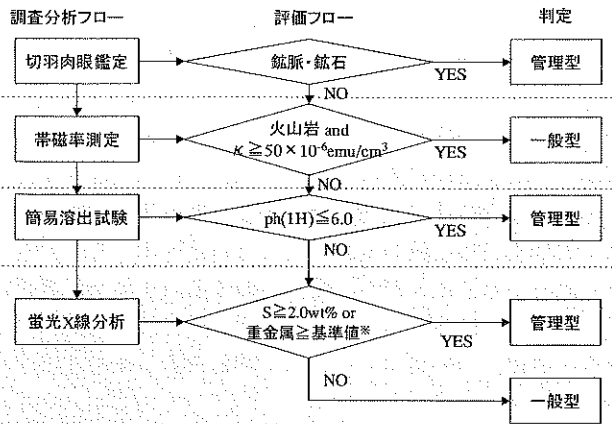 調査分析フロー 評価フロー 判定
切羽肉眼鑑定 鉱脈・鉱石 YES 管理型
NO
帯磁率測定 火山岩 and
κ≧50×10⁻⁶emu/cm³ YES 一般型
NO
簡易溶出試験 ph(1H)≦6.0 YES 管理型
NO
蛍光X線分析 S≧2.0wt% or
重金属≧基準値※ YES 管理型
NO
一般型